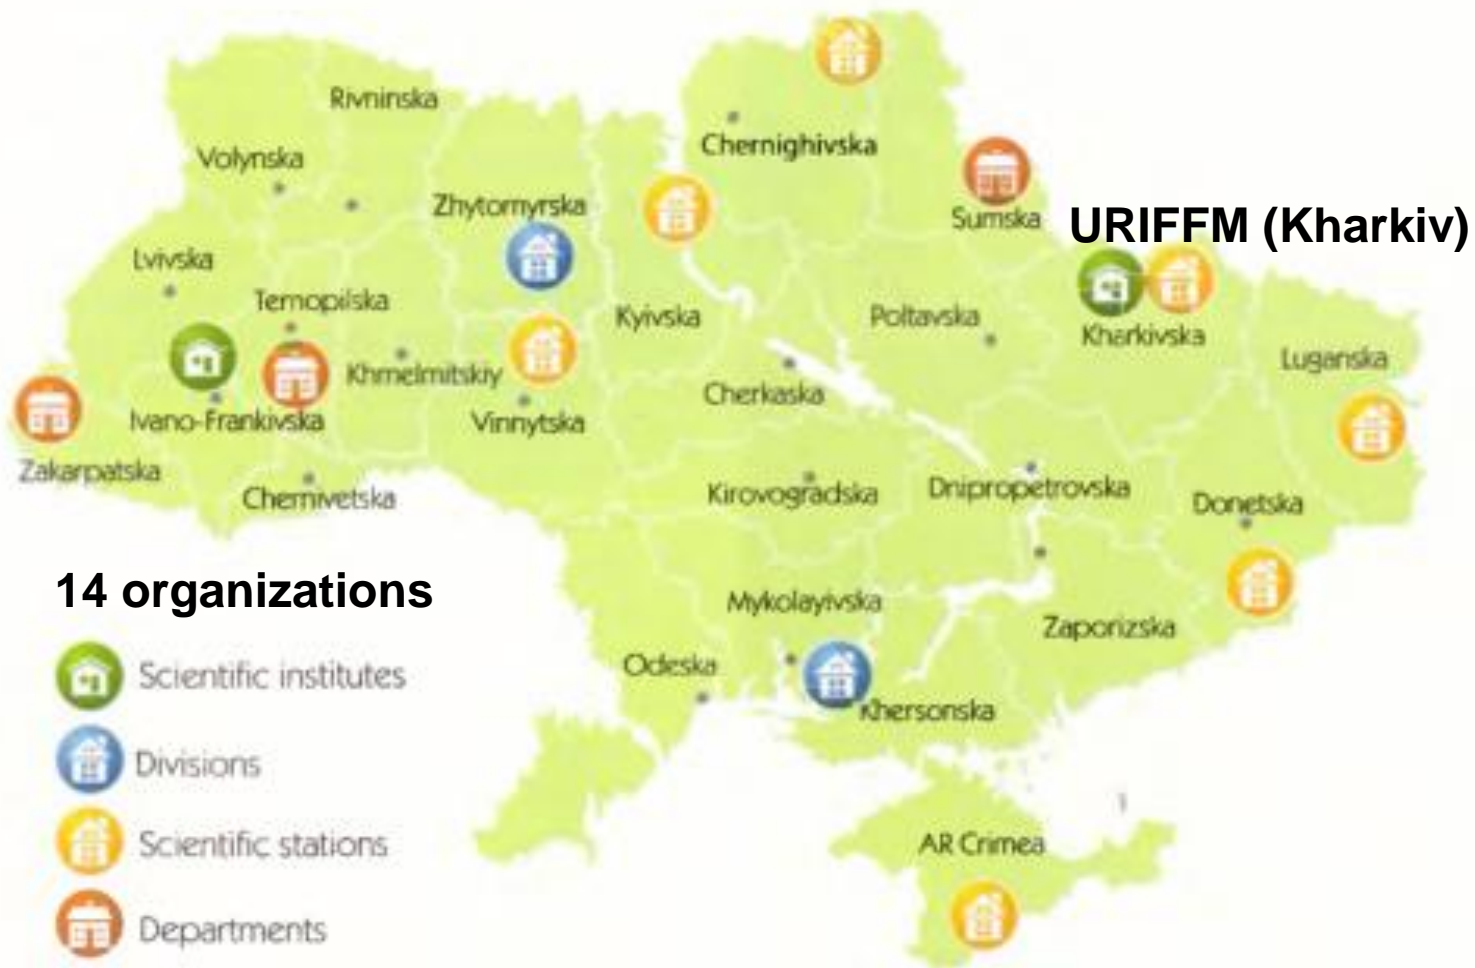 Rivninska
Chernighivska
Volynska
Zhytomyrska
Sumska
URIFFM (Kharkiv)
Lvivska
Ternopilska
Kyivska
Poltavska
Kharkivska
Luganska
Khmelmitskiy
Cherkaska
Ivano-Frankivska
Vinnytska
Zakarpatska
Chernivetska
Kirovogradska
Dnipropetrovska
Donetska
14 organizations
Mykolayivska
Zaporizska
Odeska
Khersonska
AR Crimea
Scientific institutes
Divisions
Scientific stations
Departments